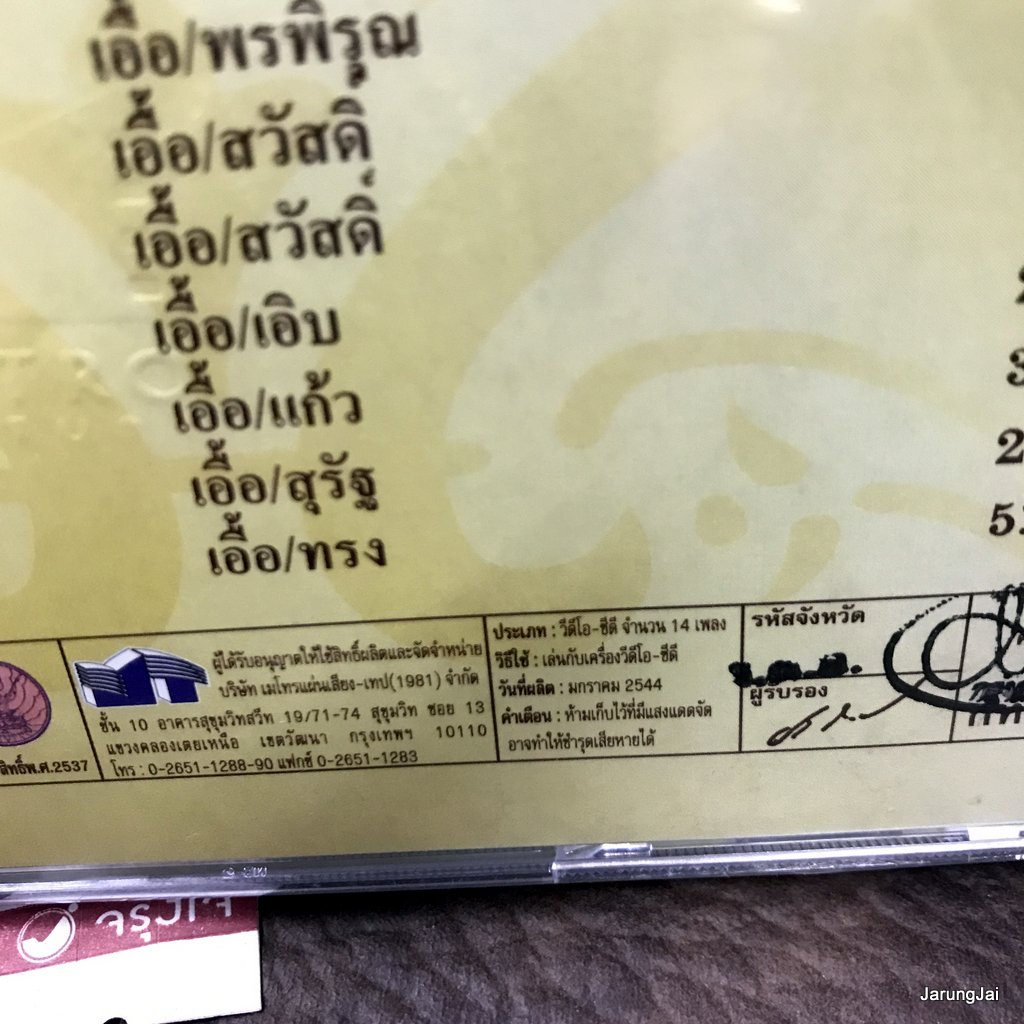 เอื้อ/พรพิรุณ
เอื้อ/สวัสดิ์
เอื้อ/สวัสดิ์
เอื้อ/เอิบ
เอื้อ/แก้ว
2
เอื้อ/สุรัฐ
เอื้อ/ทรง
สิทธิ์พ.ศ.2537
ผู้ได้รับอนุญาตให้ใช้สิทธิ์ผลิตและจัดจำหน่าย
บริษัท เมโทรแผ่นเสียง-เทป(1981) จำกัด
ชั้น 10 อาคารสุขุมวิทสวีท 19/71-74 สุขุมวิท ซอย 13
แขวงคลองเตยเหนือ เขตวัฒนา กรุงเทพฯ 10110
โทร : 0-2651-1288-90 แฟกซ์ 0-2651-1283
ประเภท : วีดีโอ-ซีดี จำนวน 14 เพลง
วิธีใช้ : เล่นกับเครื่องวีดีโอ-ซีดี
วันที่ผลิต : มกราคม 2544
คำเตือน : ห้ามเก็บไว้ที่มีแสงแดดจัด
อาจทำให้ชำรุดเสียหายได้
รหัสจังหวัด
ผู้รับรอง
จรุงใจ
JarungJai